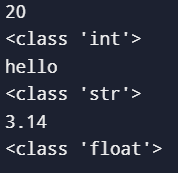 20
<class 'int'>
hello
<class 'str'>
3.14
<class 'float'>